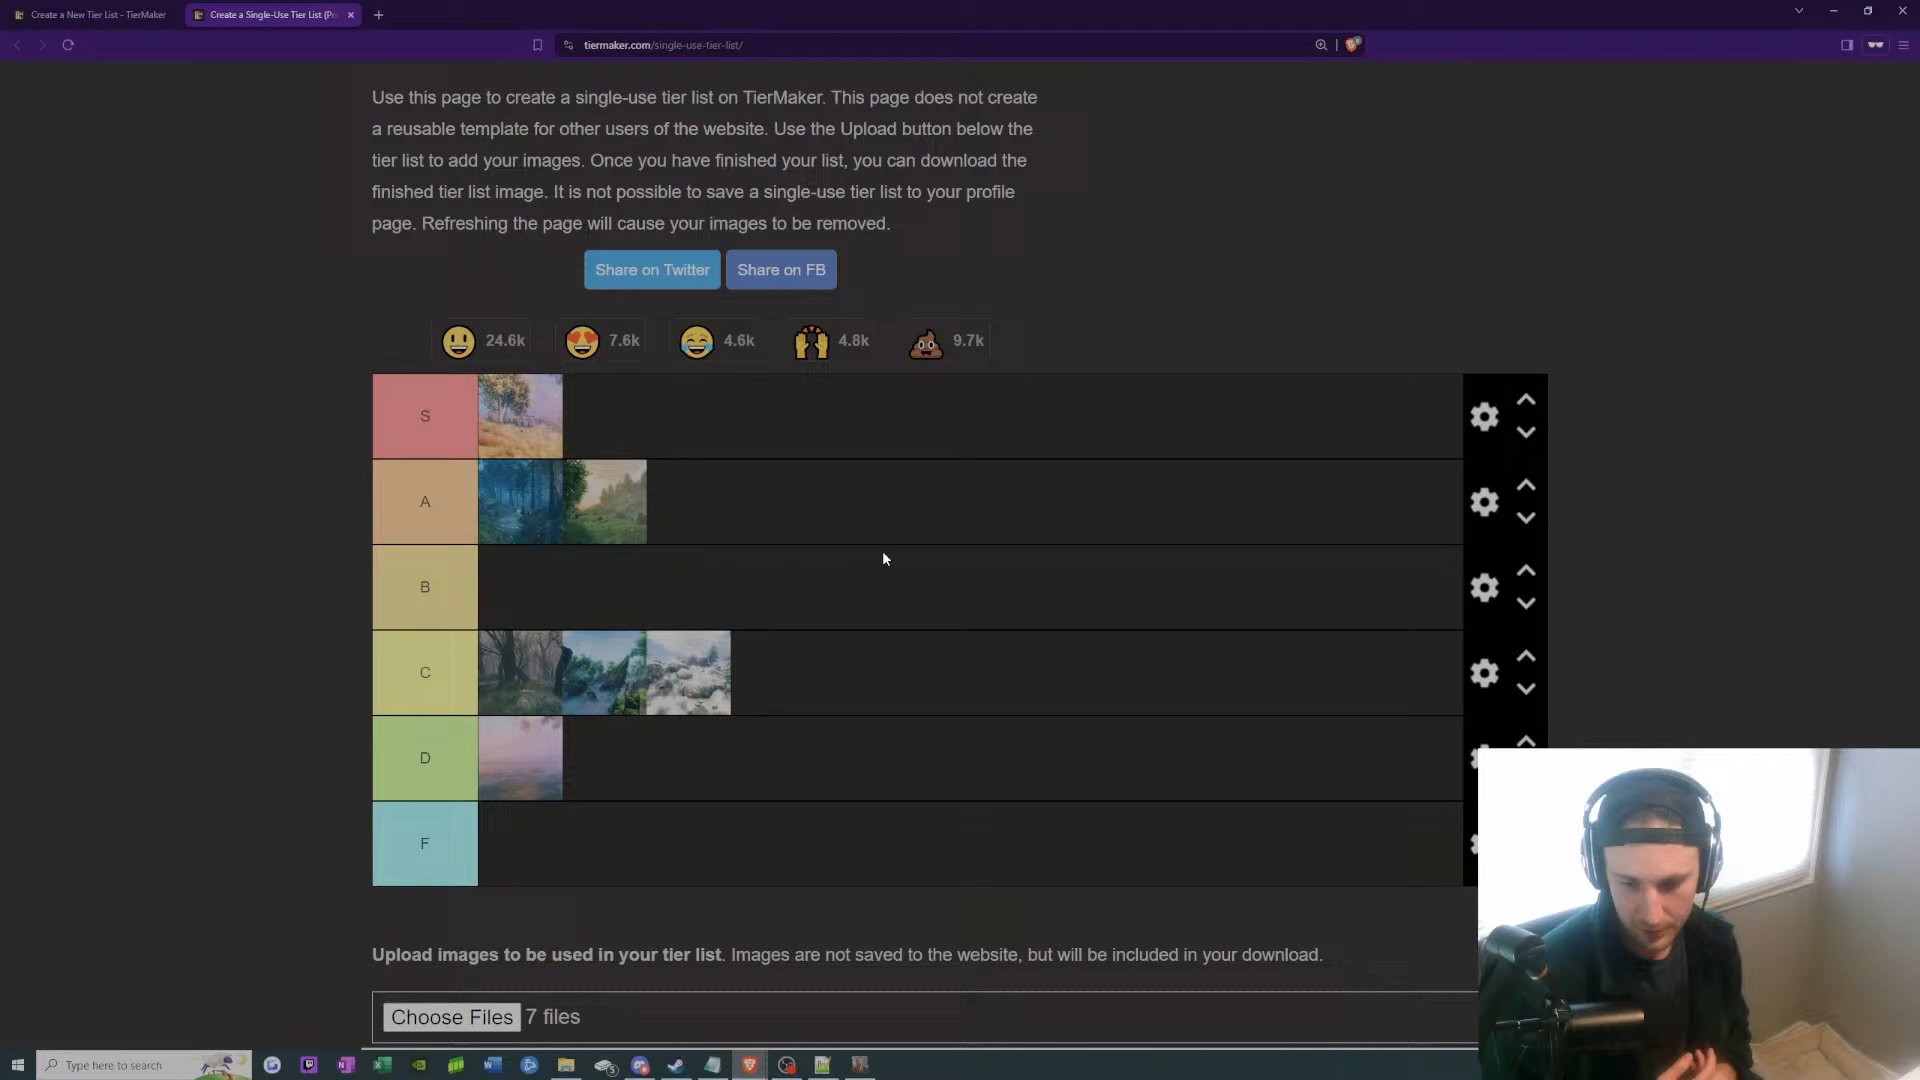 Create a New Tier List - TierMaker
Create a Single-Use Tier List (Pr
tiermaker.com/single-use-tier-list/
Use this page to create a single-use tier list on TierMaker. This page does not create
a reusable template for other users of the website. Use the Upload button below the
tier list to add your images. Once you have finished your list, you can download the
finished tier list image. It is not possible to save a single-use tier list to your profile
page. Refreshing the page will cause your images to be removed.
Share on Twitter Share on FB
24.6k 7.6k 4.6k 4.8k 9.7k
S
A
B
C
D
F
Upload images to be used in your tier list. Images are not saved to the website, but will be included in your download.
Choose Files 7 files
Type here to search